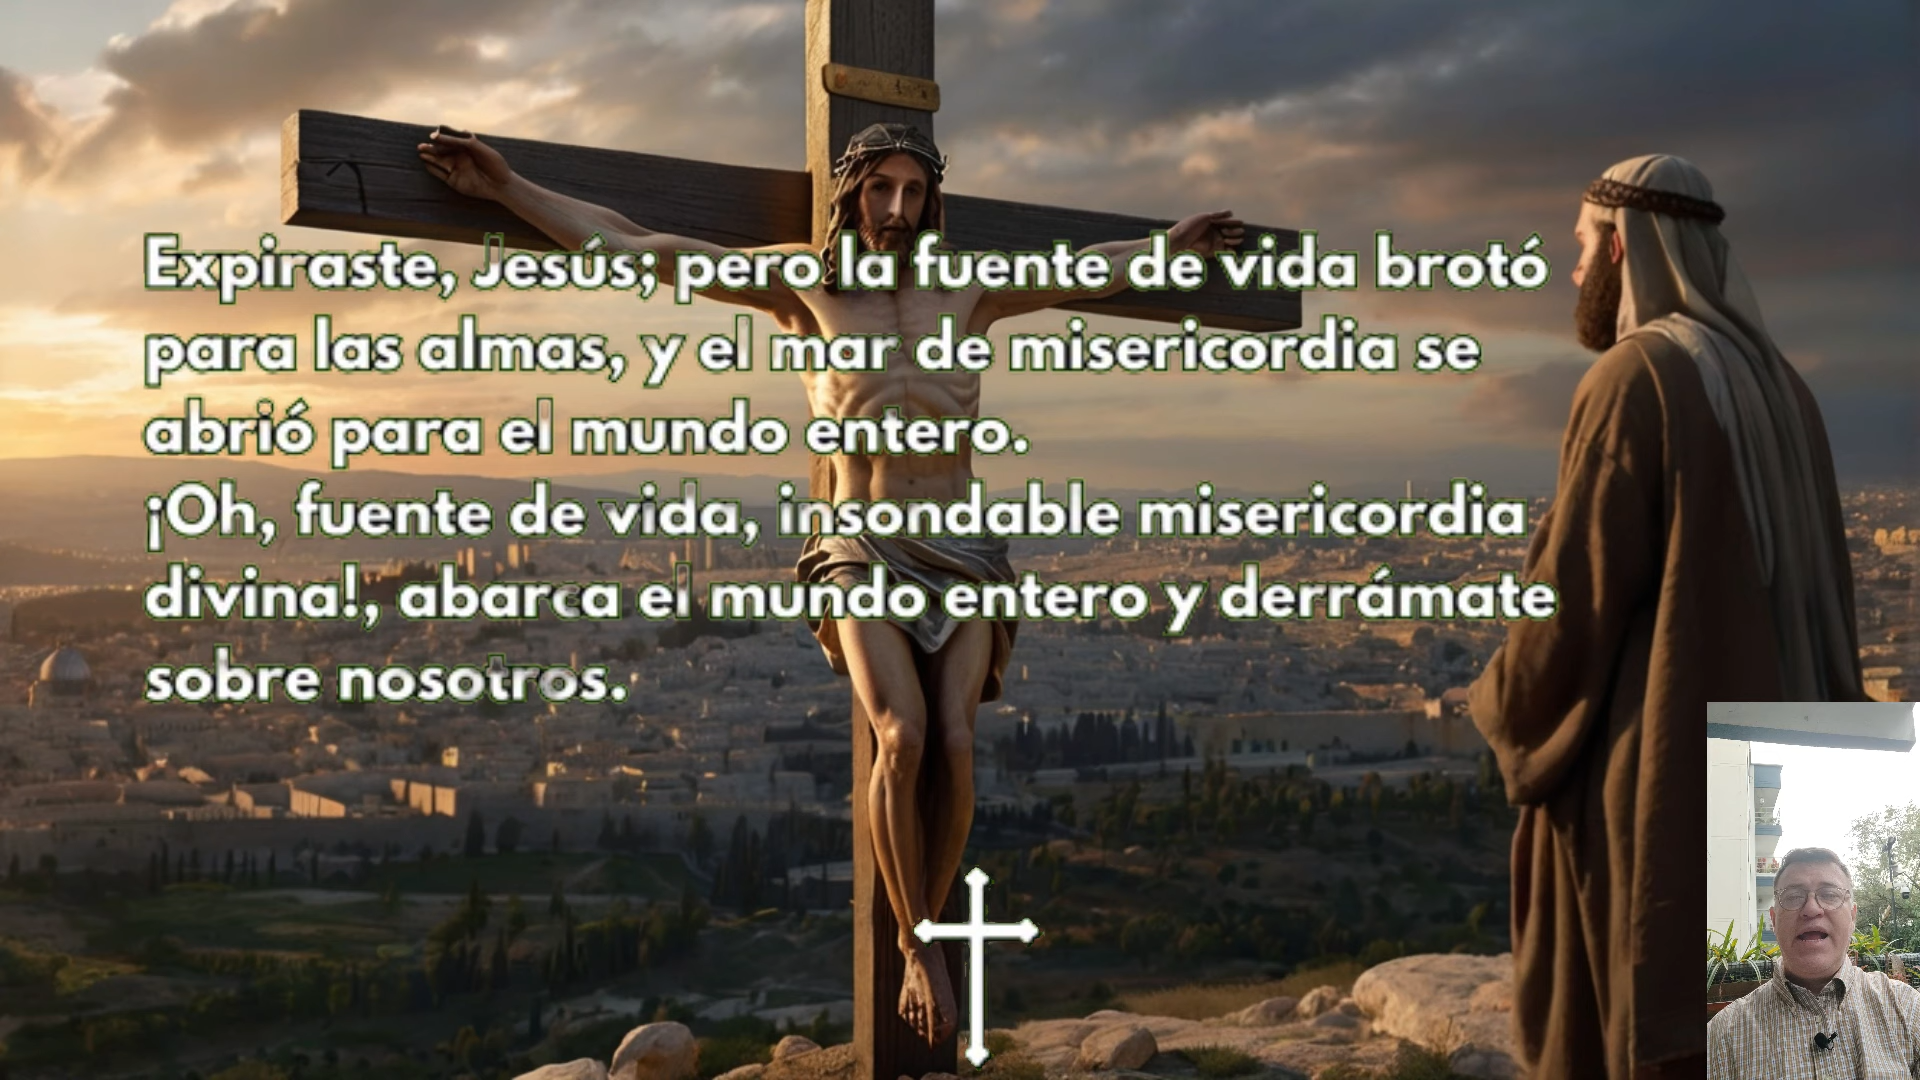 Expiraste, Jesús; pero la fuente de vida brotó
para las almas, y el mar de misericordia se
abrió para el mundo entero.
¡Oh, fuente de vida, insondable misericordia
divina!, abarca el mundo entero y derrámate
sobre nosotros.